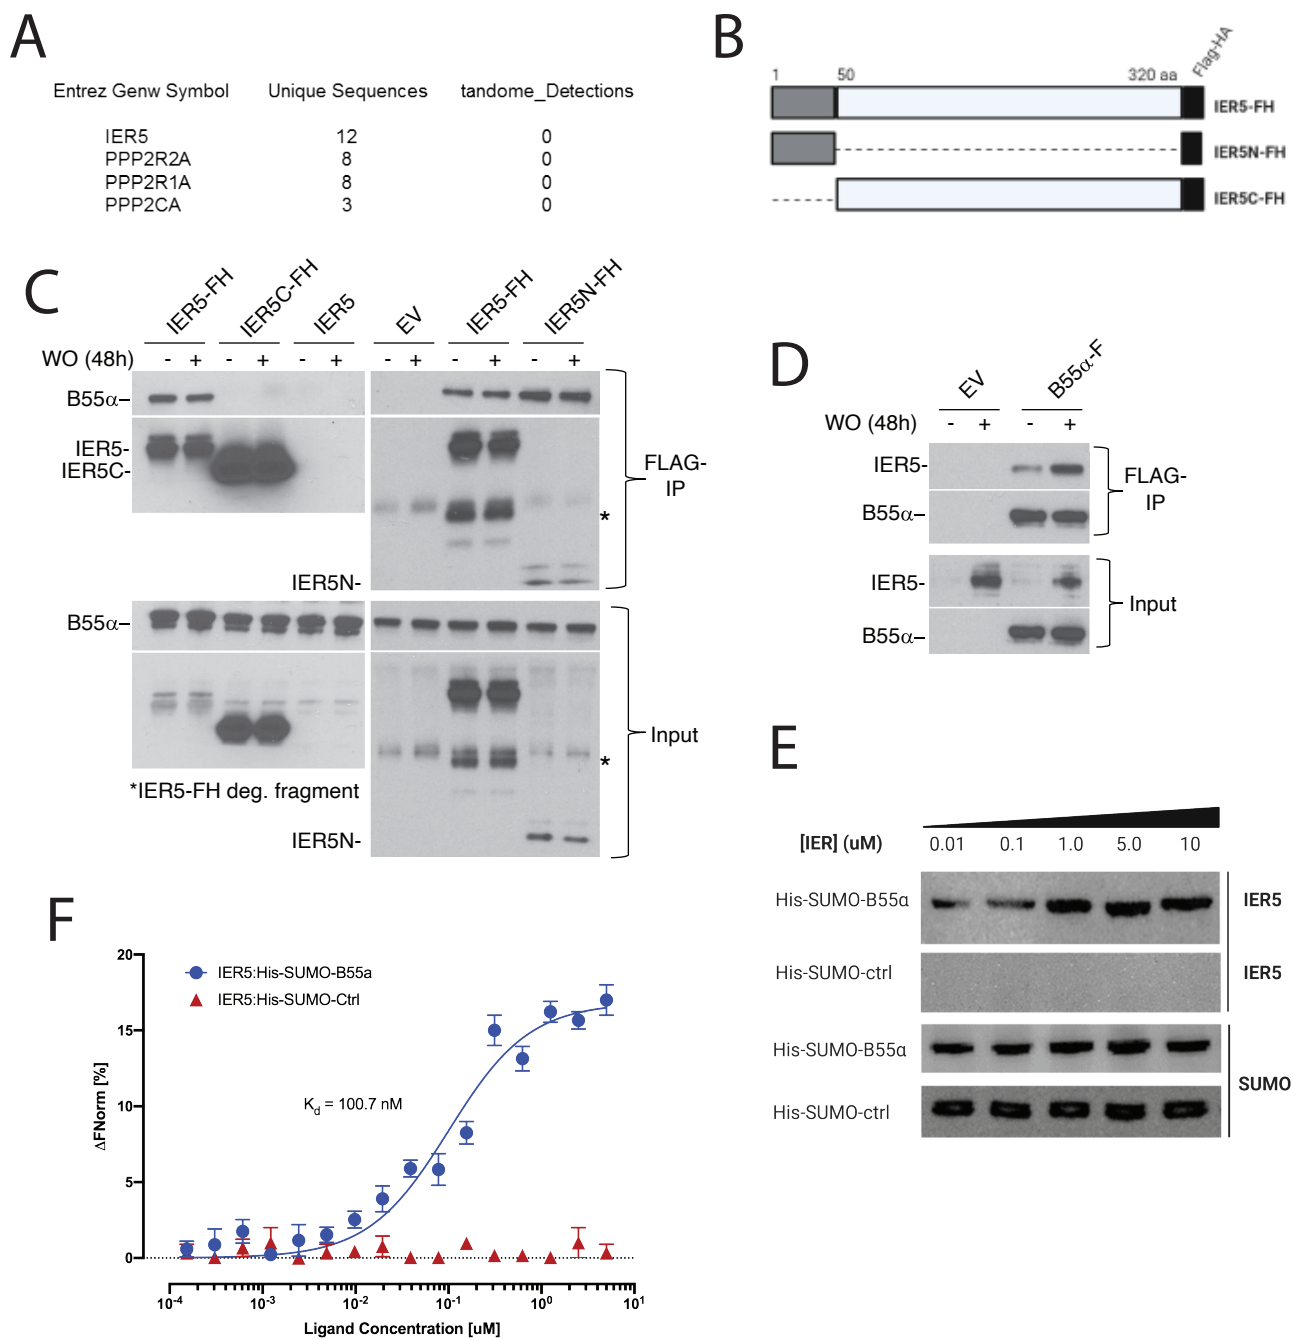 A
Entrez Genw Symbol Unique Sequences tandome_Detections
IER5 12 0
PPP2R2A 8 0
PPP2R1A 8 0
PPP2CA 3 0
B
1 50 320 aa Flag-HA
IER5-FH
IER5N-FH
IER5C-FH
C
IER5-FH IER5C-FH IER5 EV IER5-FH IER5N-FH
WO (48h) - + - + - + - + - + - +
B55α–
IER5-
IER5C-
FLAG-
IP
*
IER5N-
B55α–
Input
*
*IER5-FH deg. fragment
IER5N-
D
EV B55α-F
WO (48h) - + - +
IER5-
B55α–
FLAG-
IP
IER5-
B55α–
Input
E
[IER] (uM) 0.01 0.1 1.0 5.0 10
His-SUMO-B55α IER5
His-SUMO-ctrl IER5
His-SUMO-B55α
SUMO
His-SUMO-ctrl
F
20
IER5:His-SUMO-B55a
IER5:His-SUMO-Ctrl
15
Kd = 100.7 nM
10
ΔFNorm [%]
5
0
10-4 10-3 10-2 10-1 100 101
Ligand Concentration [uM]